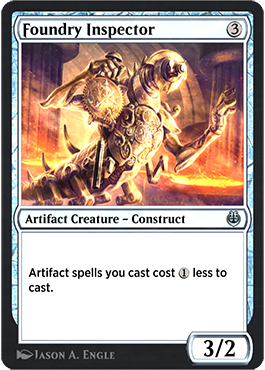 Foundry Inspector 3
Artifact Creature – Construct
Artifact spells you cast cost 1 less to
cast.
3/2
Jason A. Engle